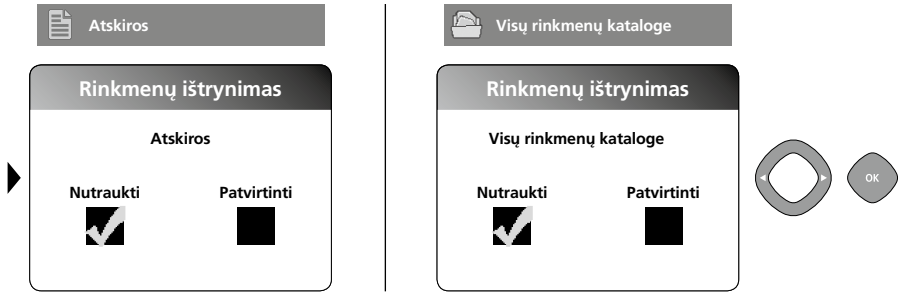 Atskiros
Rinkmenų ištrynimas
Atskiros
Nutraukti Patvirtinti
Visų rinkmenų kataloge
Rinkmenų ištrynimas
Visų rinkmenų kataloge
Nutraukti Patvirtinti
OK